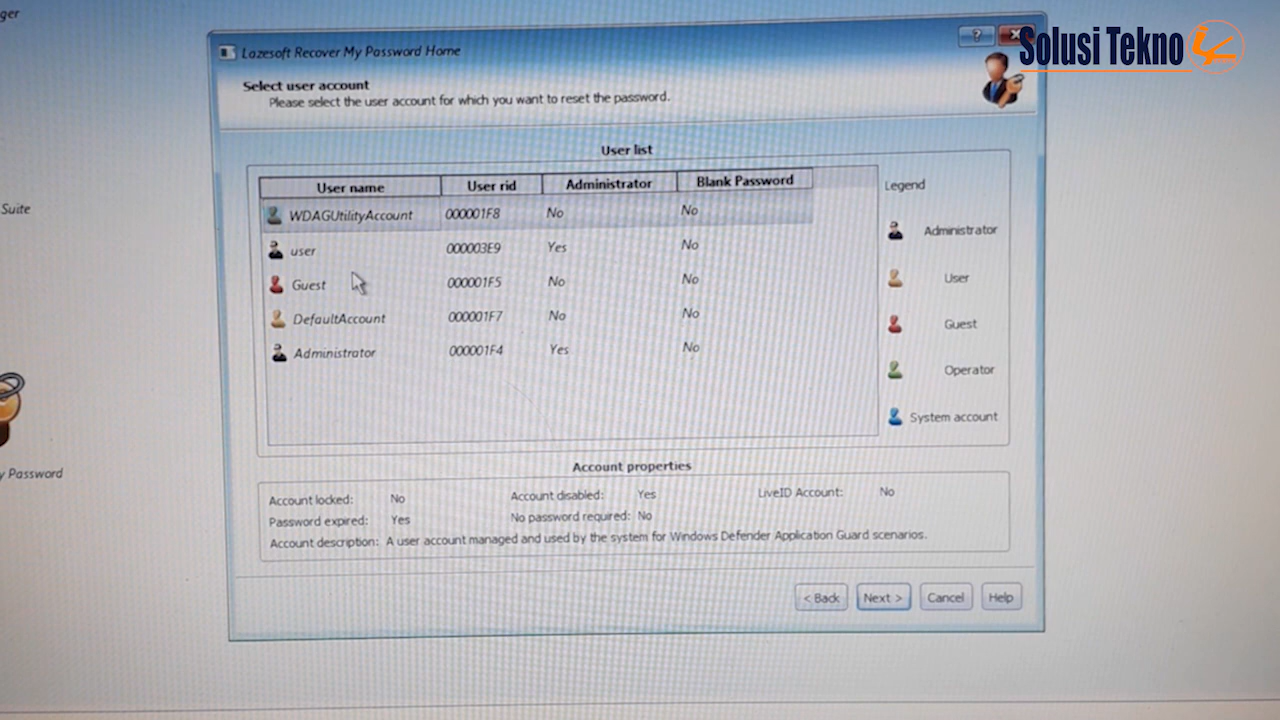 ger
Solusi Tekno
Lazesoft Recover My Password Home
Select user account
Please select the user account for which you want to reset the password.
User list
User name User rid Administrator Blank Password
WDAGUtilityAccount 000001F8 No No
user 000003E9 Yes No
Guest 000001F5 No No
DefaultAccount 000001F7 No No
Administrator 000001F4 Yes No
Legend
Administrator
User
Guest
Operator
System account
Suite
y Password
Account properties
Account locked: No Account disabled: Yes LiveID Account: No
Password expired: Yes No password required: No
Account description: A user account managed and used by the system for Windows Defender Application Guard scenarios.
< Back Next > Cancel Help